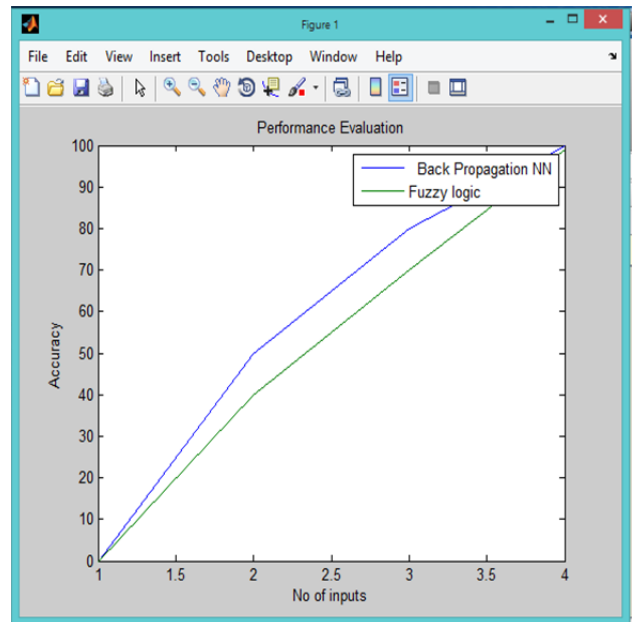 Figure 1
File Edit View Insert Tools Desktop Window Help
Performance Evaluation
Back Propagation NN
Fuzzy logic
100
90
80
70
60
50
40
30
20
10
0
Accuracy
1 1.5 2 2.5 3 3.5 4
No of inputs